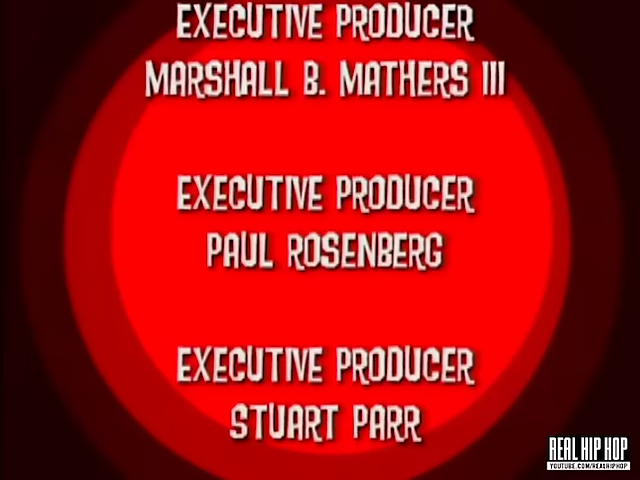 EXECUTIVE PRODUCER
MARSHALL B. MATHERS III
EXECUTIVE PRODUCER
PAUL ROSENBERG
EXECUTIVE PRODUCER
STUART PARR
REAL HIP HOP
YOUTUBE.COM/REALHIPHOP